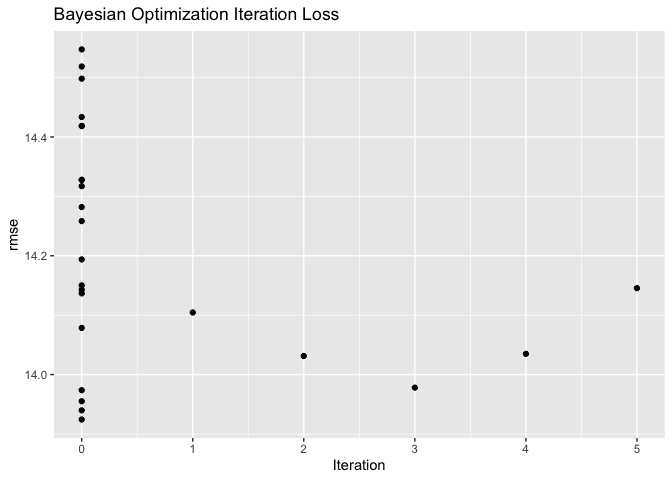 Bayesian Optimization Iteration Loss
rmse
14.4
14.2
14.0
0 1 2 3 4 5
Iteration